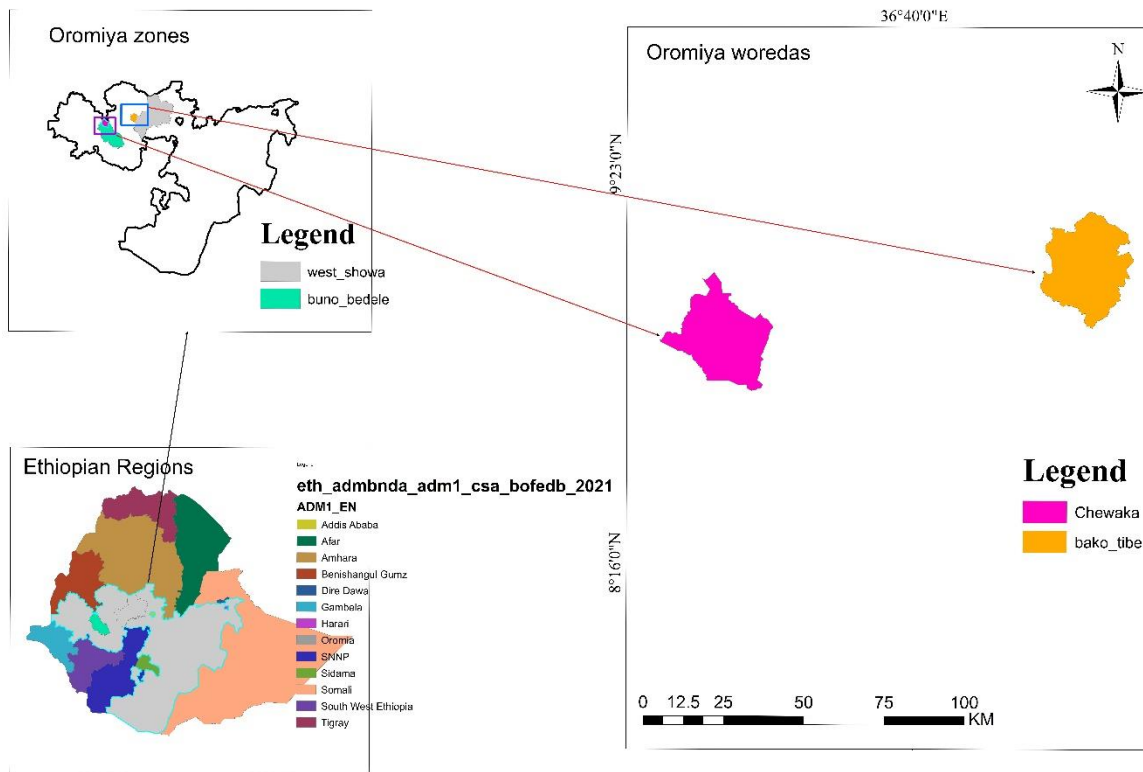 Oromiya zones
Legend
west_showa
buno_bedele
Ethiopian Regions
eth_admbnda_adm1_csa_bofedb_2021
ADM1_EN
Addis Ababa
Afar
Amhara
Benishangul Gumz
Dire Dawa
Gambela
Harari
Oromia
SNNP
Sidama
Somali
South West Ethiopia
Tigray
36°40'0"E
Oromiya woredas
N
9°23'0"N
8°16'0"N
Legend
Chewaka
bako_tibe
0 12.5 25 50 75 100
KM